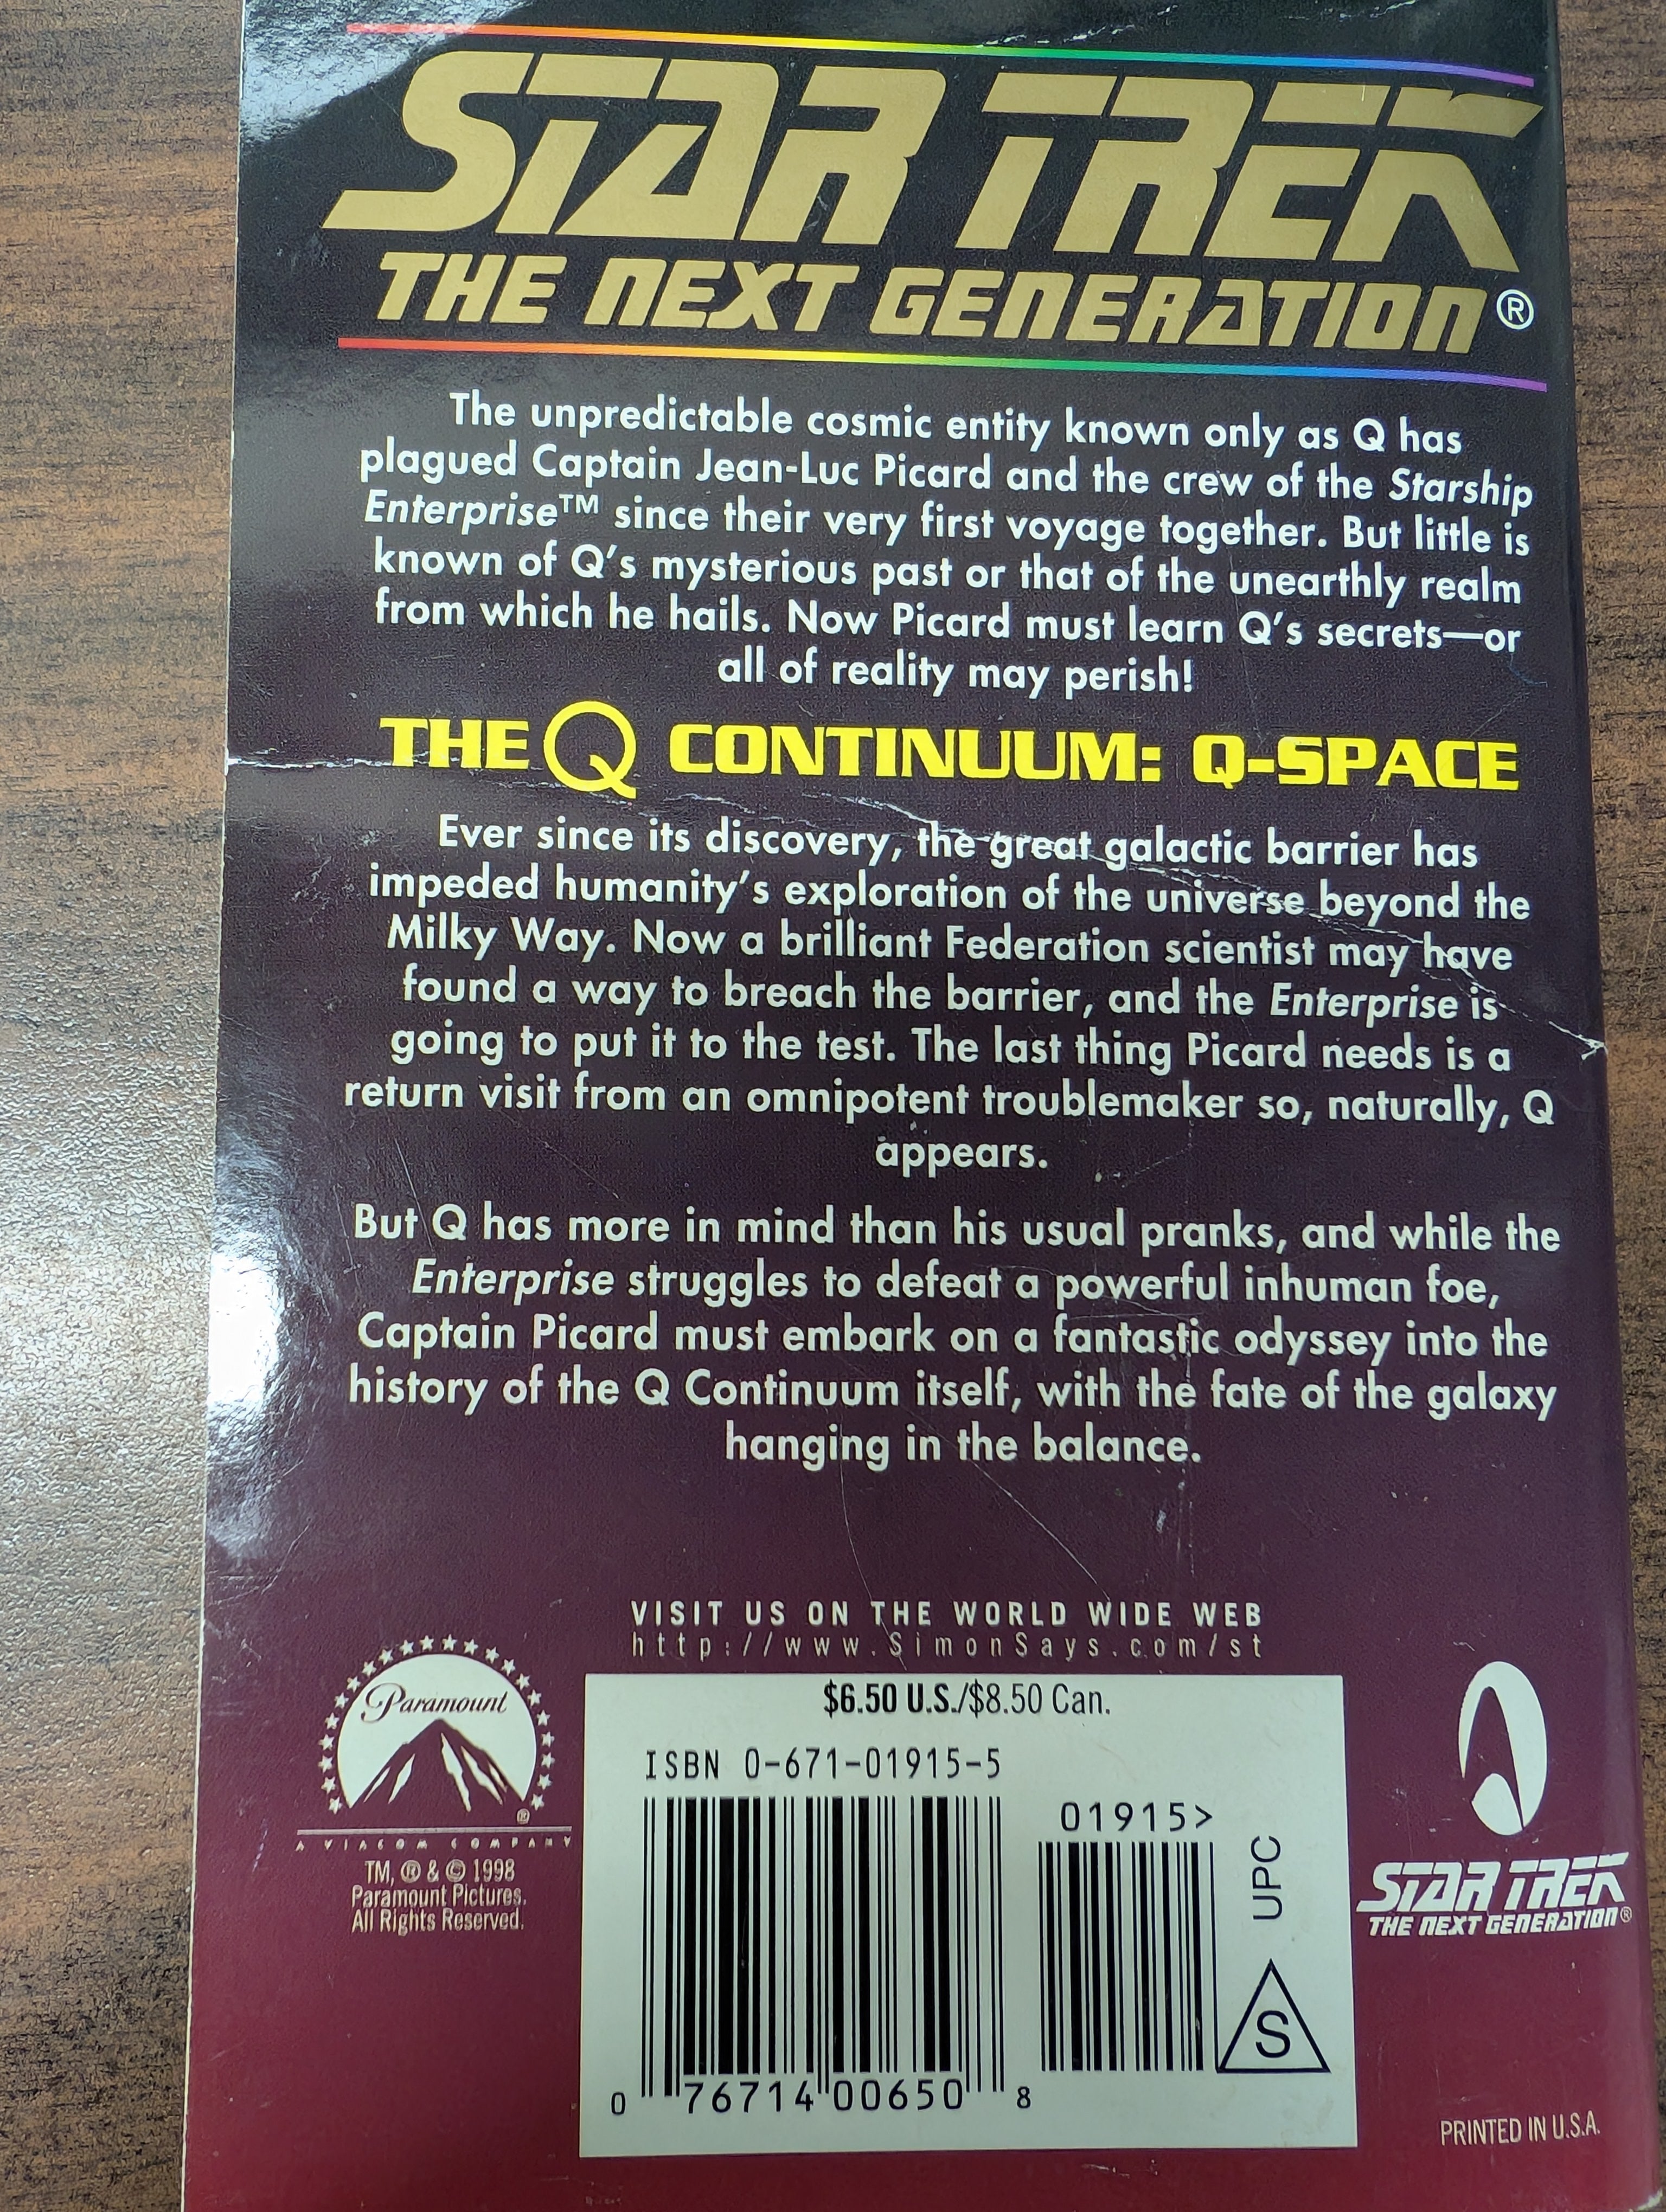 STAR TREK
THE NEXT GENERATION®
The unpredictable cosmic entity known only as Q has
plagued Captain Jean-Luc Picard and the crew of the Starship
Enterprise™ since their very first voyage together. But little is
known of Q's mysterious past or that of the unearthly realm
from which he hails. Now Picard must learn Q's secrets—or
all of reality may perish!
THE Q CONTINUUM: Q-SPACE
Ever since its discovery, the great galactic barrier has
impeded humanity's exploration of the universe beyond the
Milky Way. Now a brilliant Federation scientist may have
found a way to breach the barrier, and the Enterprise is
going to put it to the test. The last thing Picard needs is a
return visit from an omnipotent troublemaker so, naturally, Q
appears.
But Q has more in mind than his usual pranks, and while the
Enterprise struggles to defeat a powerful inhuman foe,
Captain Picard must embark on a fantastic odyssey into the
history of the Q Continuum itself, with the fate of the galaxy
hanging in the balance.
VISIT US ON THE WORLD WIDE WEB
http://www.SimonSays.com/st
Paramount
®
A VIACOM COMPANY
TM, ® & © 1998
Paramount Pictures.
All Rights Reserved.
$6.50 U.S./$8.50 Can.
ISBN 0-671-01915-5
01915>
UPC
S
0 76714 00650 8
STAR TREK
THE NEXT GENERATION®
PRINTED IN U.S.A.